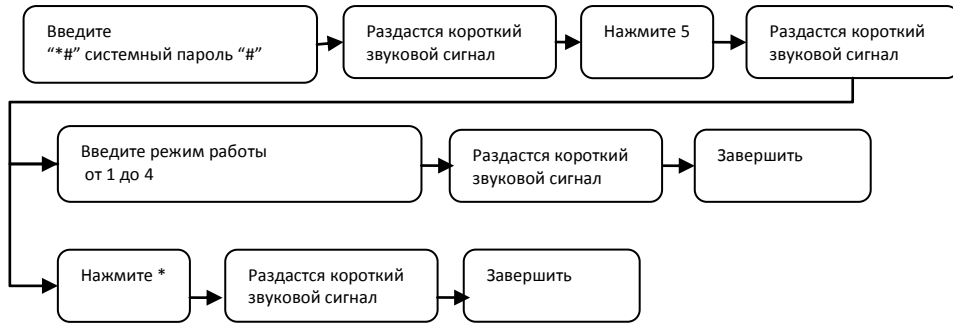 Введите
“*#” системный пароль “#”
Раздастся короткий
звуковой сигнал
Нажмите 5
Раздастся короткий
звуковой сигнал
Введите режим работы
от 1 до 4
Раздастся короткий
звуковой сигнал
Завершить
Нажмите *
Раздастся короткий
звуковой сигнал
Завершить